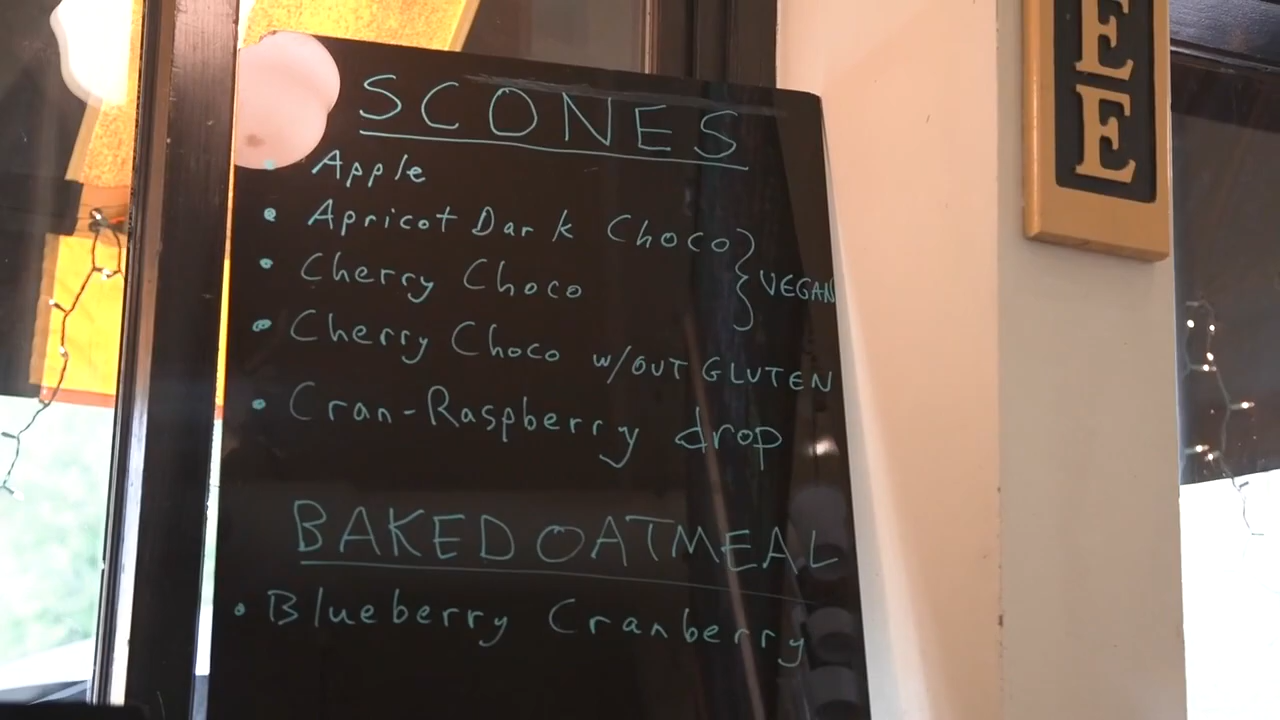 SCONES
• Apple
• Apricot Dark Choco
• Cherry Choco
} VEGAN
• Cherry Choco w/OUT GLUTEN
• Cran-Raspberry drop
BAKED OATMEAL
• Blueberry Cranberry
EE